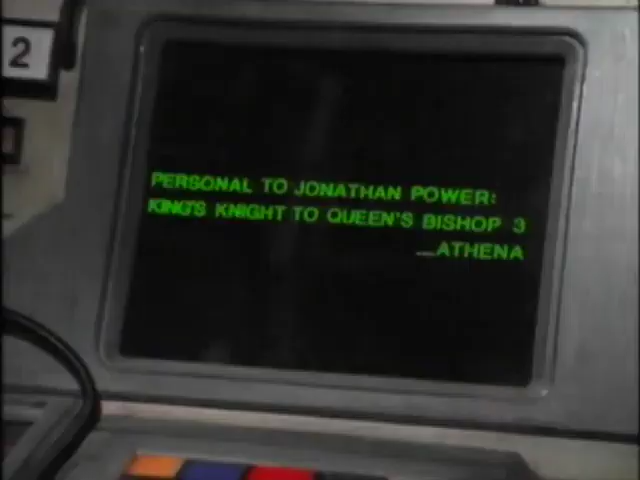 2
PERSONAL TO JONATHAN POWER:
KING'S KNIGHT TO QUEEN'S BISHOP 3
_ATHENA